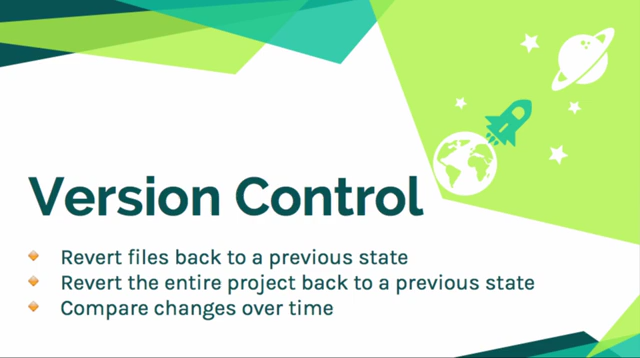 Version Control
Revert files back to a previous state
Revert the entire project back to a previous state
Compare changes over time